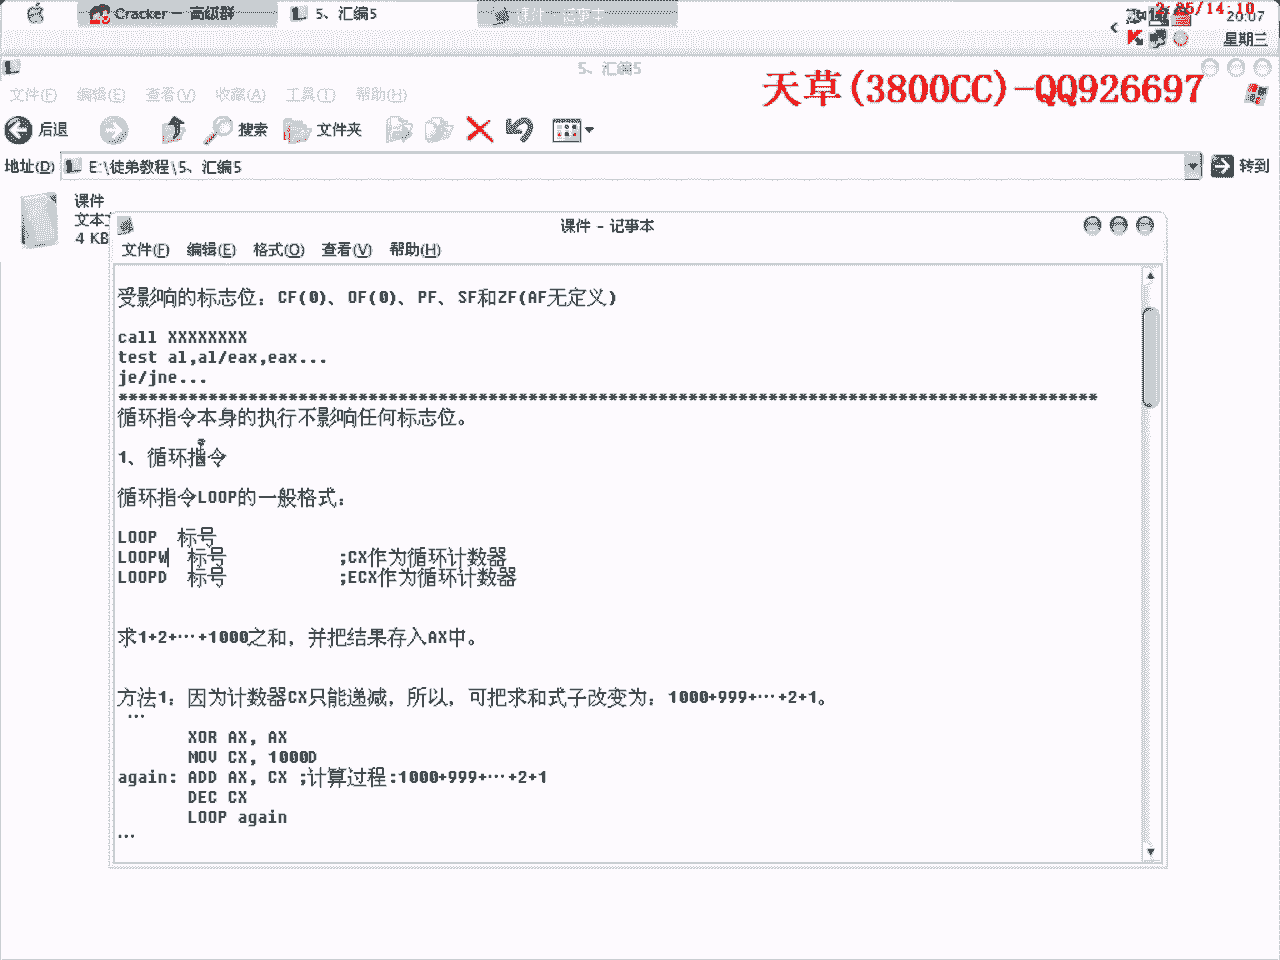 Cracker — 高级群
5、汇编5
课件 - 记事本
2:25/14:10
20:07
星期三
5、汇编5
天草(3800CC)-QQ926697
文件(F) 编辑(E) 查看(V) 收藏(A) 工具(T) 帮助(H)
后退 搜索 文件夹
地址(D) E:\徒弟教程\5、汇编5 转到
课件
文本文
4 KB
课件 - 记事本
文件(F) 编辑(E) 格式(O) 查看(V) 帮助(H)
受影响的标志位：CF(0)、OF(0)、PF、SF和ZF(AF无定义)
call XXXXXXXX
test al,al/eax,eax...
je/jne...
**************************************************************************************************
循环指令本身的执行不影响任何标志位。
1、循环指令
循环指令LOOP的一般格式：
LOOP 标号
LOOPW 标号 ;CX作为循环计数器
LOOPD 标号 ;ECX作为循环计数器
求1+2+…+1000之和，并把结果存入AX中。
方法1：因为计数器CX只能递减，所以，可把求和式子改变为：1000+999+…+2+1。
…
XOR AX, AX
MOV CX, 1000D
again: ADD AX, CX ;计算过程:1000+999+…+2+1
DEC CX
LOOP again
…